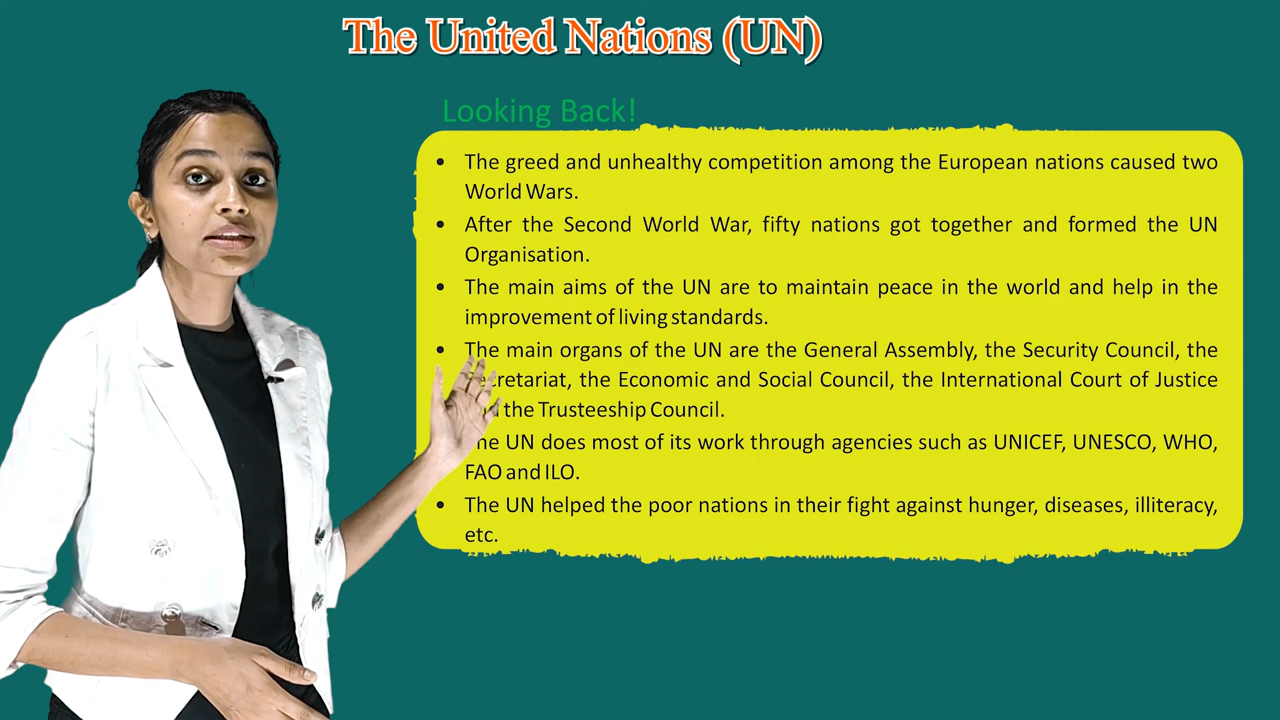 The United Nations (UN)
Looking Back!
• The greed and unhealthy competition among the European nations caused two
World Wars.
• After the Second World War, fifty nations got together and formed the UN
Organisation.
• The main aims of the UN are to maintain peace in the world and help in the
improvement of living standards.
• The main organs of the UN are the General Assembly, the Security Council, the
Secretariat, the Economic and Social Council, the International Court of Justice
and the Trusteeship Council.
The UN does most of its work through agencies such as UNICEF, UNESCO, WHO,
FAO and ILO.
• The UN helped the poor nations in their fight against hunger, diseases, illiteracy,
etc.